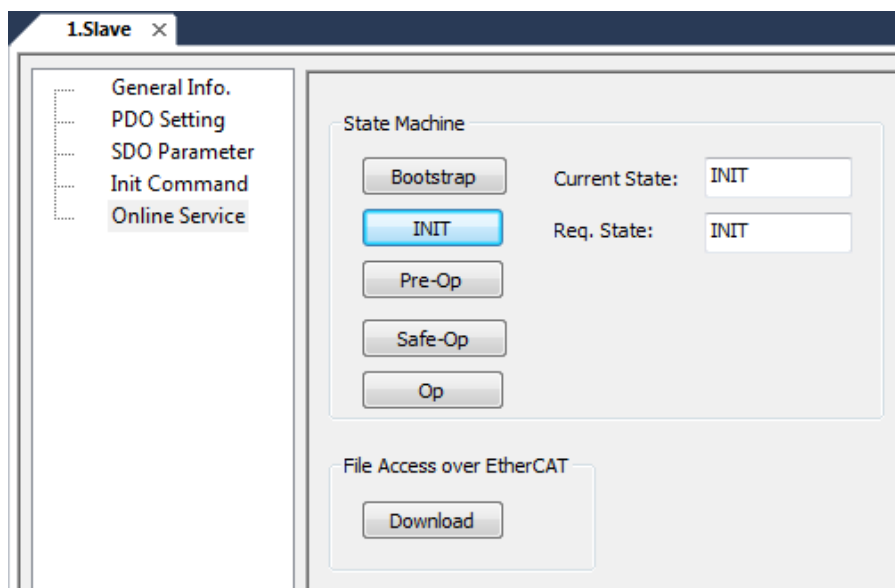 1.Slave
General Info.
PDO Setting
SDO Parameter
Init Command
Online Service
State Machine
Bootstrap
Current State: INIT
INIT
Req. State: INIT
Pre-Op
Safe-Op
Op
File Access over EtherCAT
Download